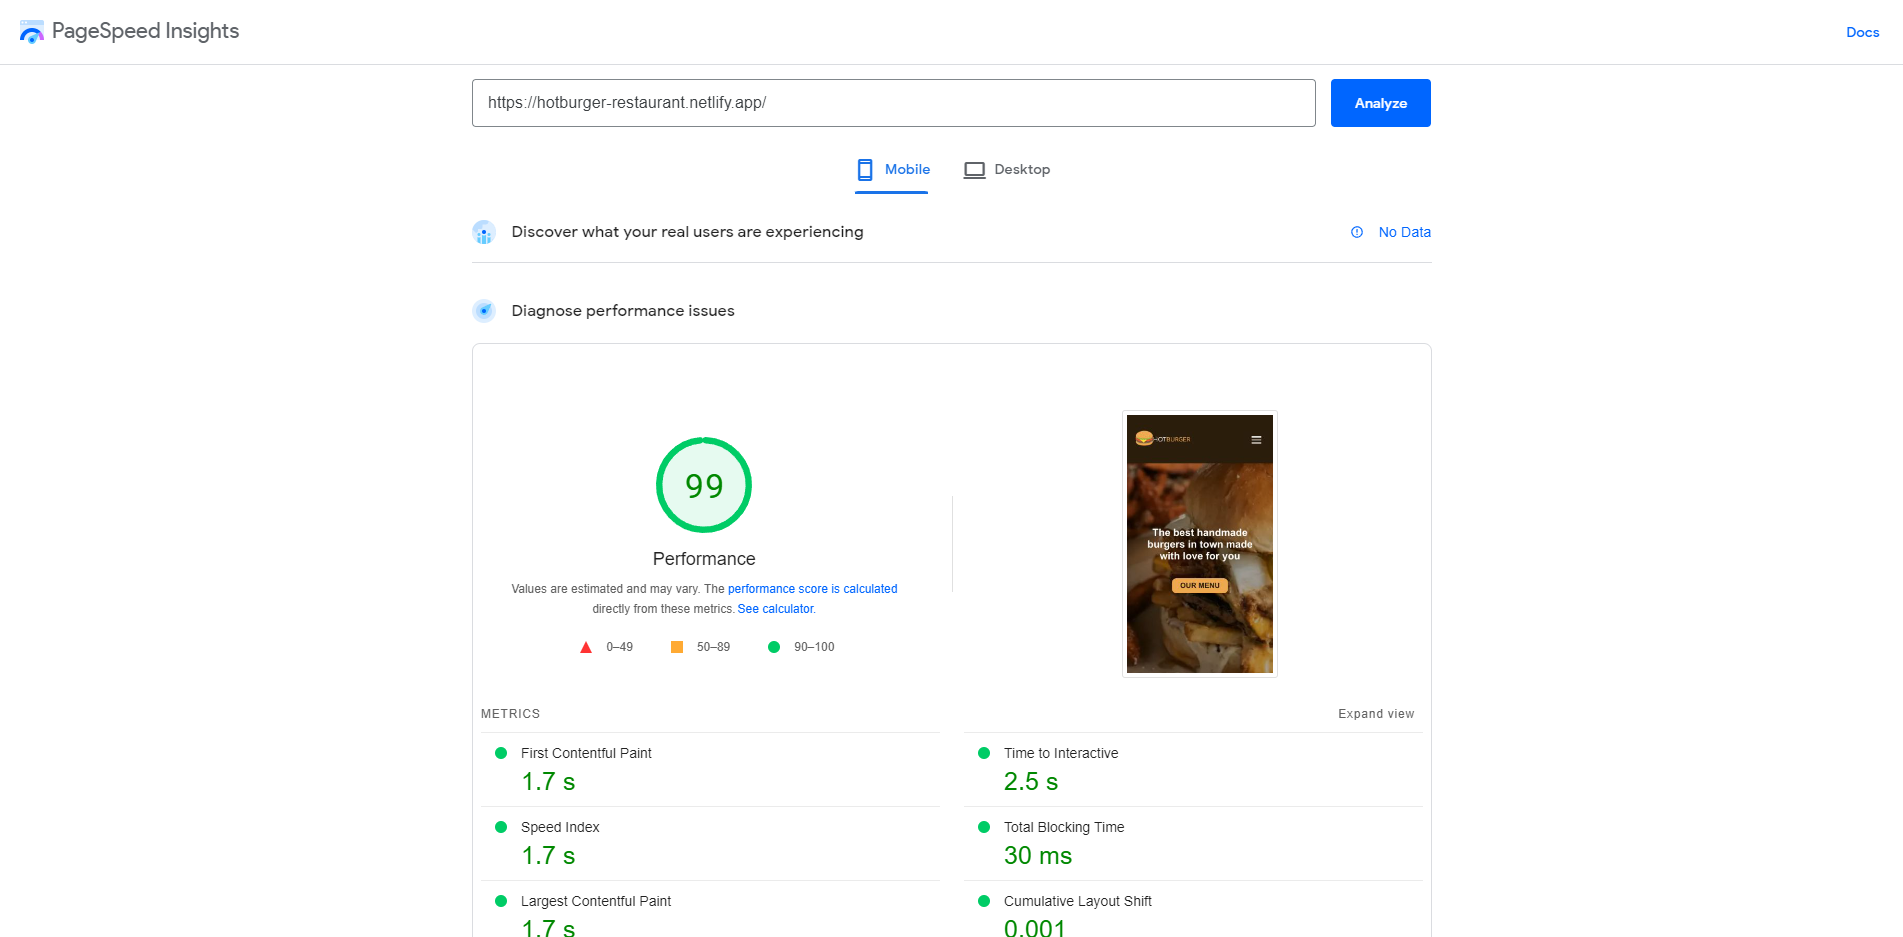 PageSpeed Insights
Docs
https://hotburger-restaurant.netlify.app/
Analyze
Mobile
Desktop
Discover what your real users are experiencing
No Data
Diagnose performance issues
99
Performance
Values are estimated and may vary. The performance score is calculated
directly from these metrics. See calculator.
0–49
50–89
90–100
HOTBURGER
The best handmade
burgers in town made
with love for you
OUR MENU
METRICS
Expand view
First Contentful Paint
1.7 s
Time to Interactive
2.5 s
Speed Index
1.7 s
Total Blocking Time
30 ms
Largest Contentful Paint
1.7 s
Cumulative Layout Shift
0.001